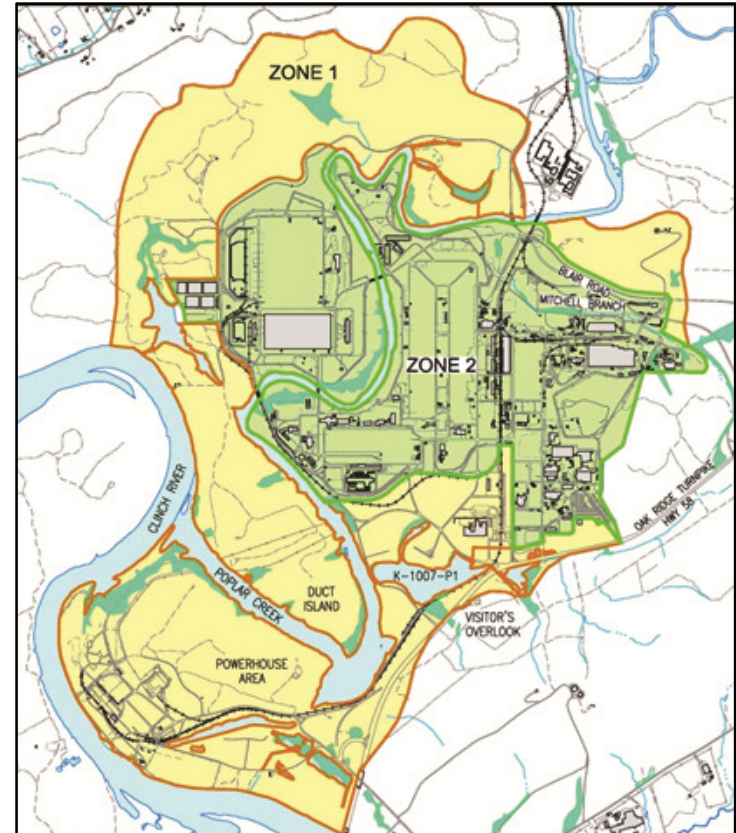 ZONE 1
BLAIR ROAD
MITCHELL BRANCH
ZONE 2
OAK RIDGE TURNPIKE
HWY 58
CLINCH RIVER
POPLAR CREEK
DUCT
ISLAND
K-1007-P1
VISITOR'S
OVERLOOK
POWERHOUSE
AREA